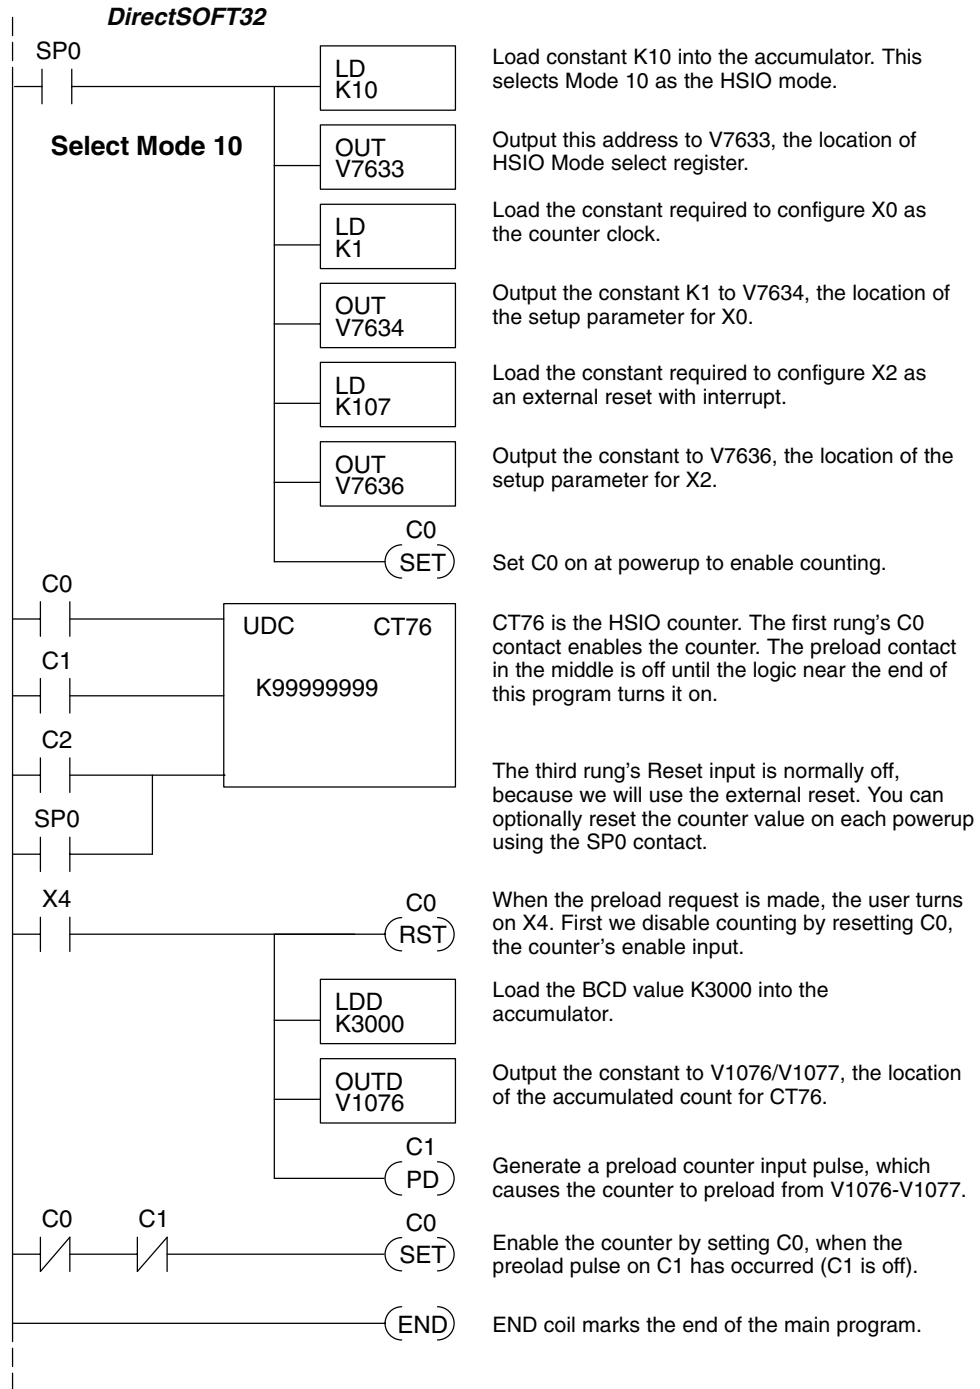 DirectSOFT32
SP0
LD
K10
Load constant K10 into the accumulator. This
selects Mode 10 as the HSIO mode.
Select Mode 10
OUT
V7633
Output this address to V7633, the location of
HSIO Mode select register.
LD
K1
Load the constant required to configure X0 as
the counter clock.
OUT
V7634
Output the constant K1 to V7634, the location of
the setup parameter for X0.
LD
K107
Load the constant required to configure X2 as
an external reset with interrupt.
OUT
V7636
Output the constant to V7636, the location of the
setup parameter for X2.
C0
SET
Set C0 on at powerup to enable counting.
C0
UDC CT76
K99999999
C1
CT76 is the HSIO counter. The first rung's C0
contact enables the counter. The preload contact
in the middle is off until the logic near the end of
this program turns it on.
C2
SP0
The third rung's Reset input is normally off,
because we will use the external reset. You can
optionally reset the counter value on each powerup
using the SP0 contact.
X4
C0
RST
When the preload request is made, the user turns
on X4. First we disable counting by resetting C0,
the counter's enable input.
LDD
K3000
Load the BCD value K3000 into the
accumulator.
OUTD
V1076
Output the constant to V1076/V1077, the location
of the accumulated count for CT76.
C1
PD
Generate a preload counter input pulse, which
causes the counter to preload from V1076-V1077.
C0 C1
C0
SET
Enable the counter by setting C0, when the
preolad pulse on C1 has occurred (C1 is off).
END
END coil marks the end of the main program.